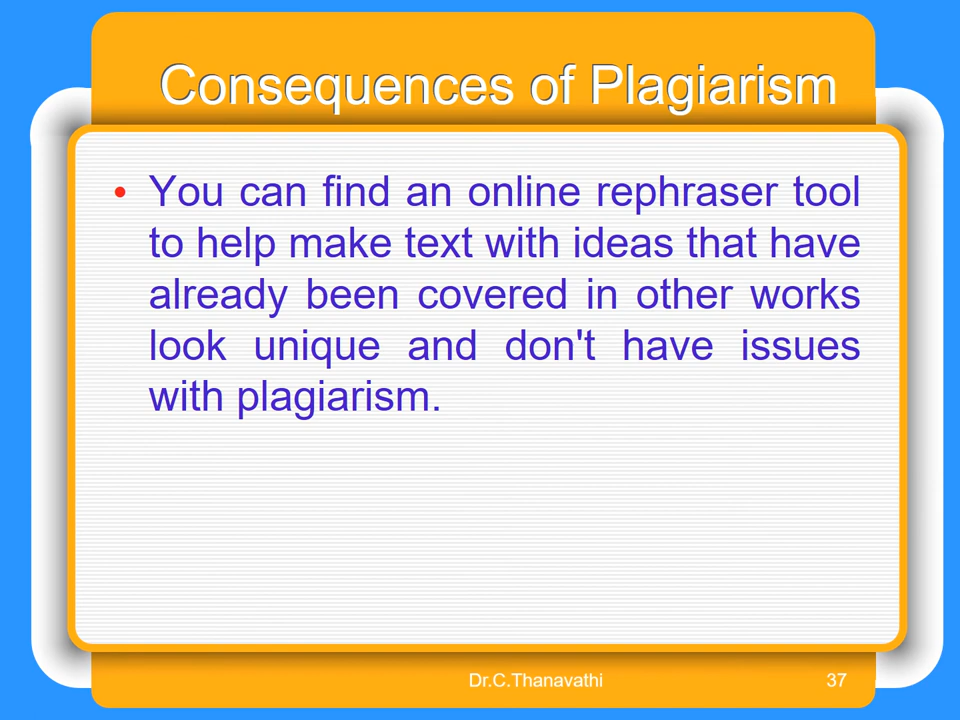 Consequences of Plagiarism
• You can find an online rephraser tool
to help make text with ideas that have
already been covered in other works
look unique and don't have issues
with plagiarism.
Dr.C.Thanavathi 37